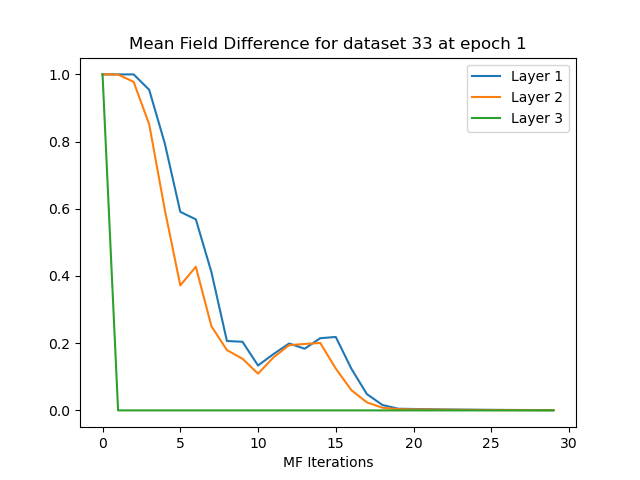 Mean Field Difference for dataset 33 at epoch 1
Layer 1
Layer 2
Layer 3
1.0
0.8
0.6
0.4
0.2
0.0
0 5 10 15 20 25 30
MF Iterations